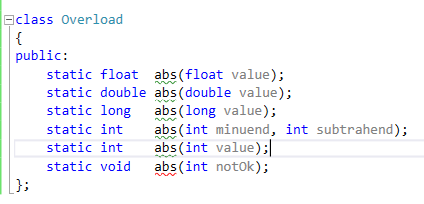 class Overload
{
public:
static float abs(float value);
static double abs(double value);
static long abs(long value);
static int abs(int minuend, int subtrahend);
static int abs(int value);
static void abs(int notOk);
};